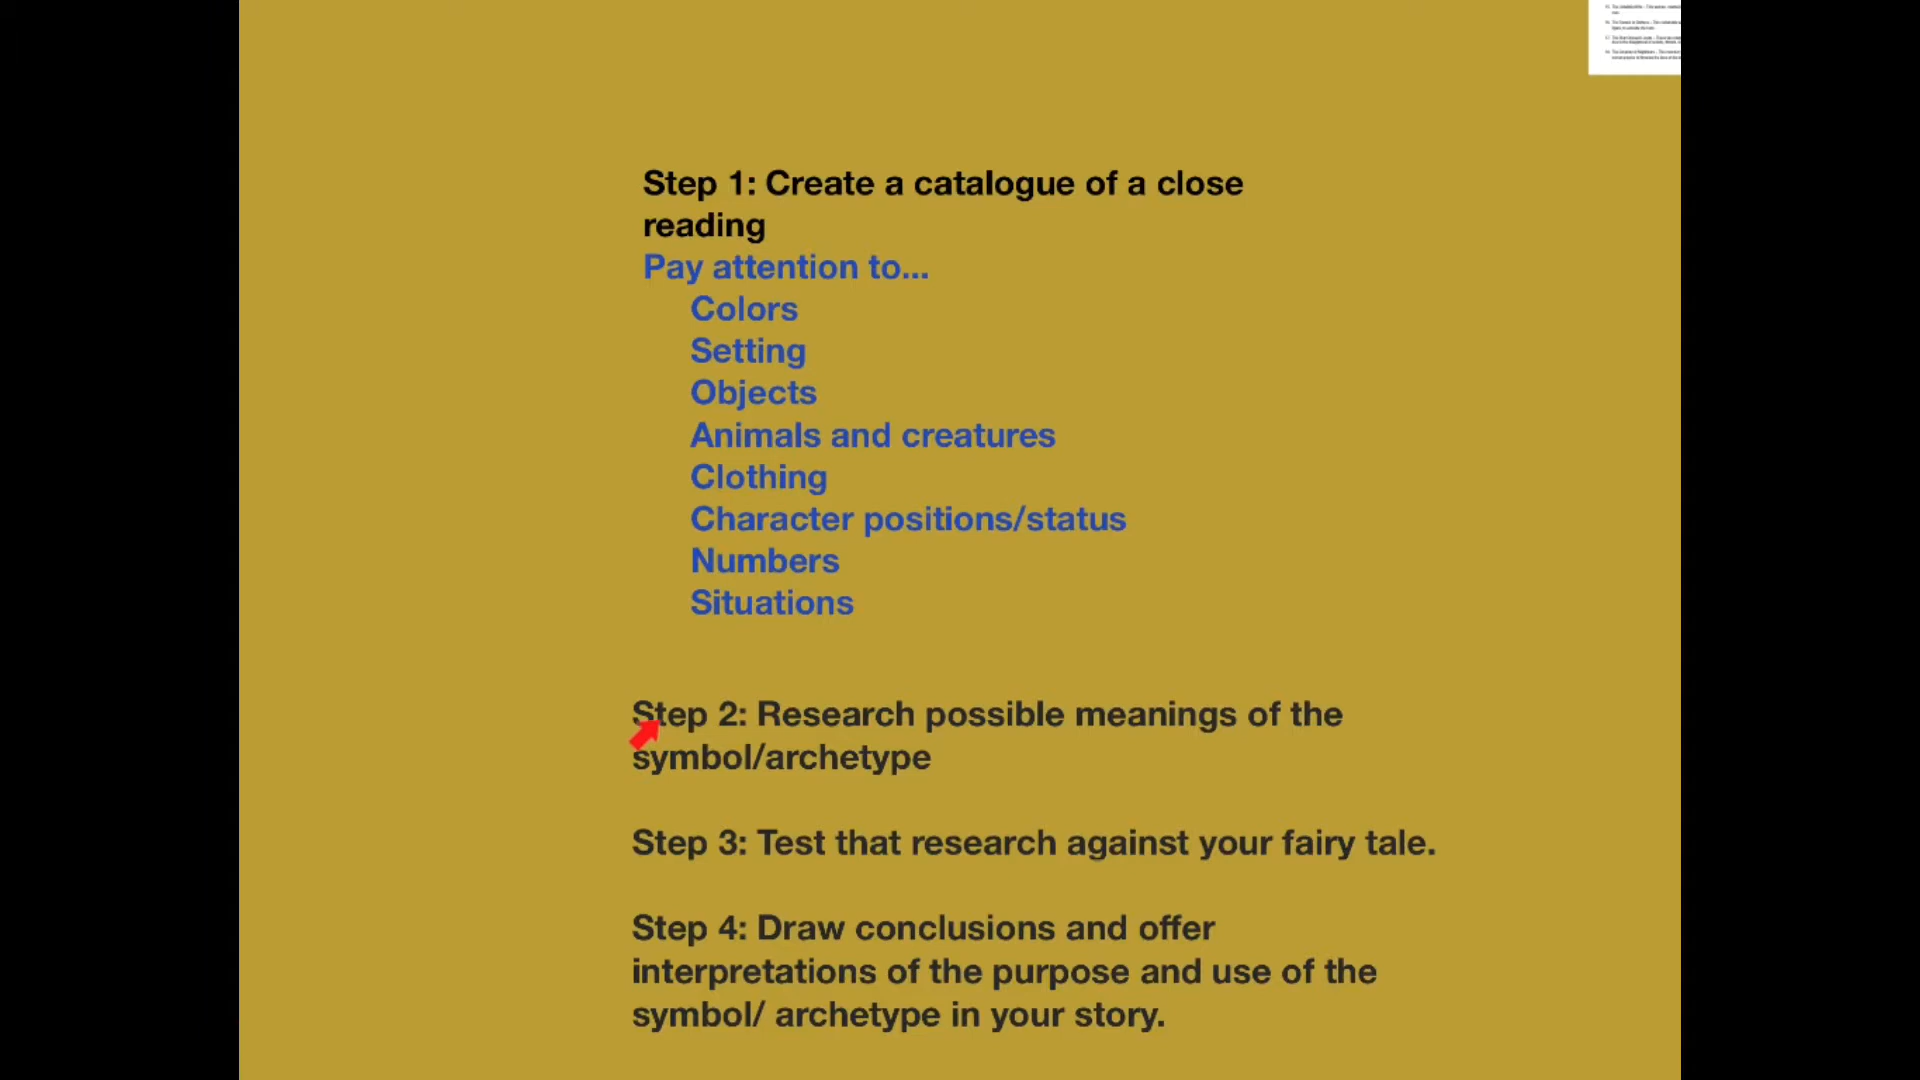 Step 1: Create a catalogue of a close
reading
Pay attention to...
Colors
Setting
Objects
Animals and creatures
Clothing
Character positions/status
Numbers
Situations
Step 2: Research possible meanings of the
symbol/archetype
Step 3: Test that research against your fairy tale.
Step 4: Draw conclusions and offer
interpretations of the purpose and use of the
symbol/ archetype in your story.